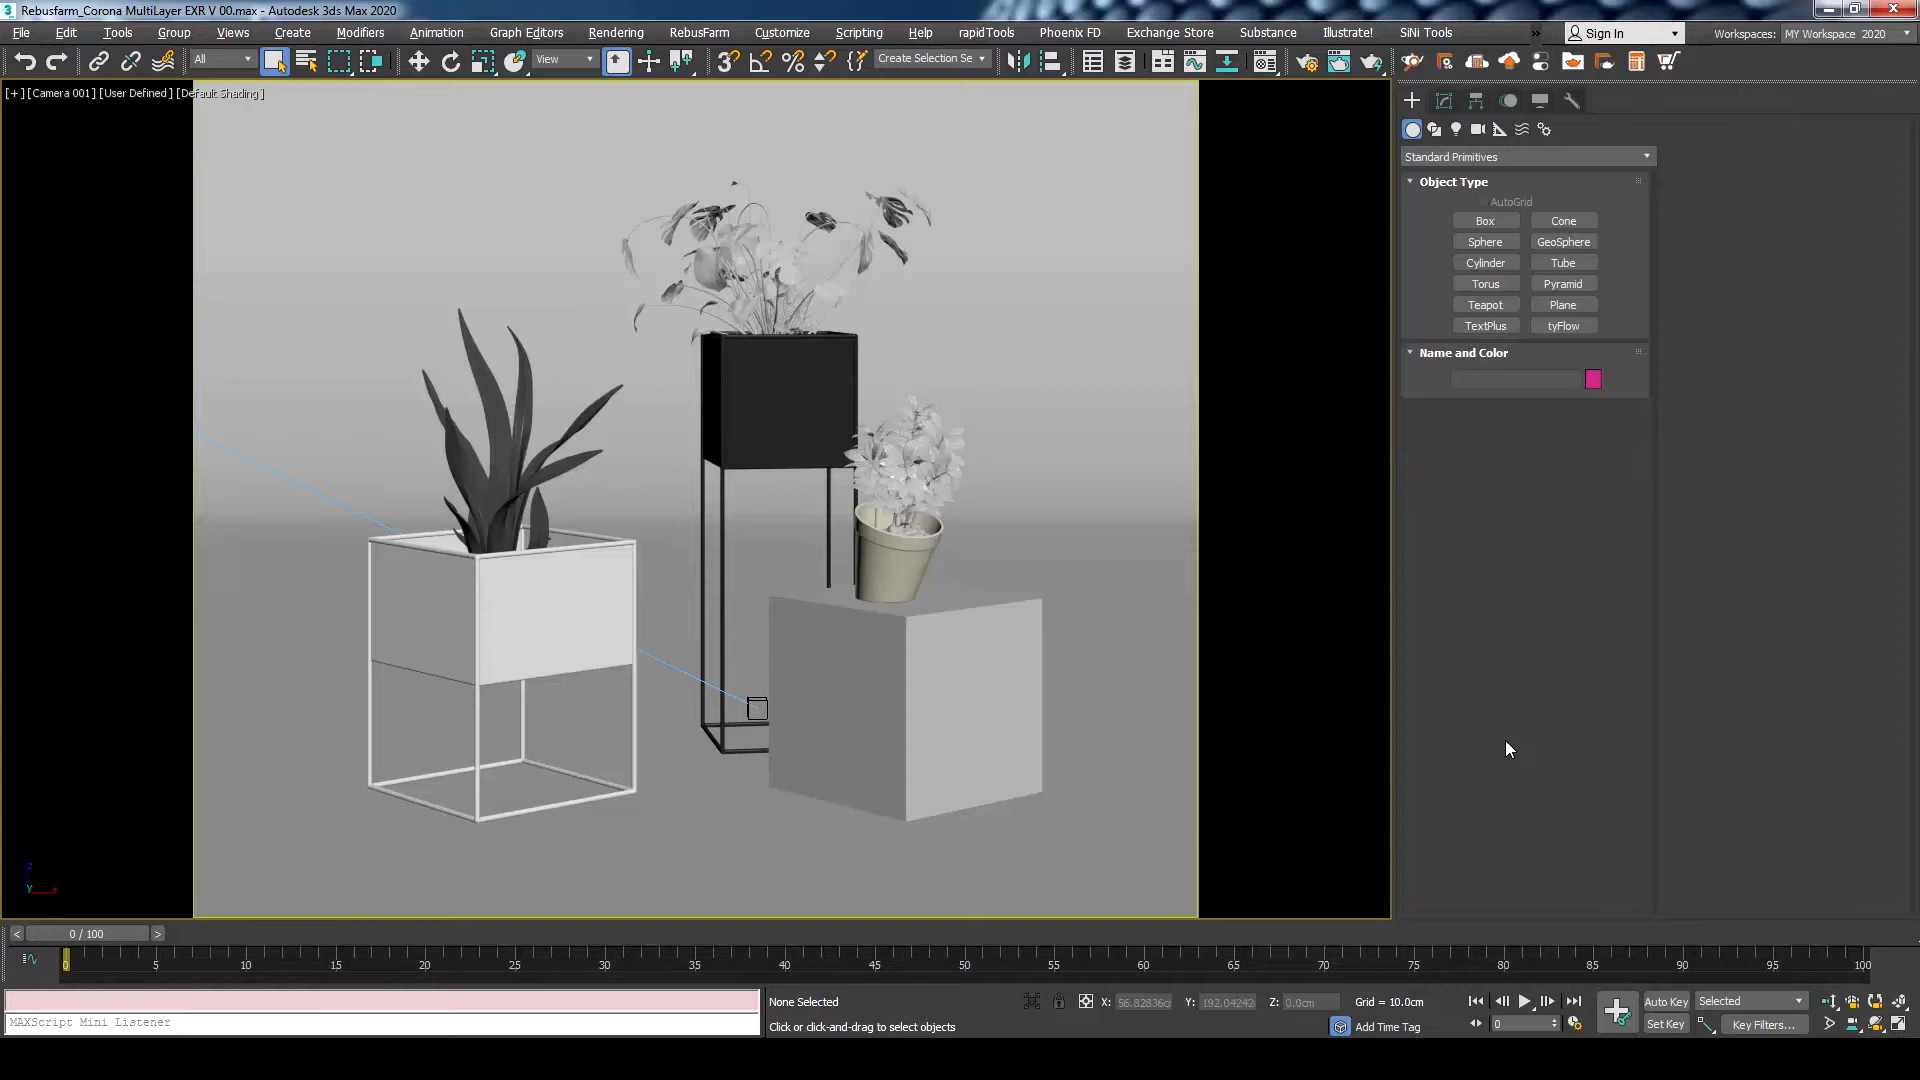 Rebusfarm_Corona MultiLayer EXR V 00.max - Autodesk 3ds Max 2020
File Edit Tools Group Views Create Modifiers Animation Graph Editors Rendering RebusFarm Customize Scripting Help rapidTools Phoenix FD Exchange Store Substance Illustrate! SiNi Tools » Sign In Workspaces: MY Workspace 2020
All View Create Selection Se
[+] [Camera 001] [User Defined ] [Default Shading ]
Standard Primitives
Object Type
AutoGrid
Box Cone
Sphere GeoSphere
Cylinder Tube
Torus Pyramid
Teapot Plane
TextPlus tyFlow
Name and Color
z
y
< 0 / 100 >
0 5 10 15 20 25 30 35 40 45 50 55 60 65 70 75 80 85 90 95 100
None Selected X: 56.82836c Y: 192.04242 Z: 0.0cm Grid = 10.0cm Auto Key Selected
MAXScript Mini Listener Click or click-and-drag to select objects Add Time Tag 0 Set Key Key Filters...